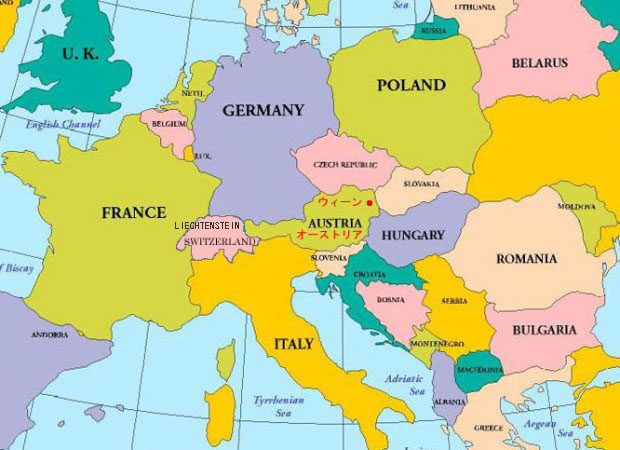 Sea
LITHUANIA
RUSSIA
U. K.
BELARUS
POLAND
NETH.
GERMANY
English Channel
BELGIUM
LUX.
CZECH REPUBLIC
SLOVAKIA
ウィーン
FRANCE
MOLDOVA
LIECHTENSTEIN
AUSTRIA
オーストリア
SWITZERLAND
HUNGARY
ROMANIA
SLOVENIA
of Biscay
CROATIA
BOSNIA
SERBIA
BULGARIA
ANDORRA
ITALY
MONTENEGRO
MACEDONIA
Adriatic
Sea
Tyrrhenian
Sea
ALBANIA
GREECE
Aegean
Sea